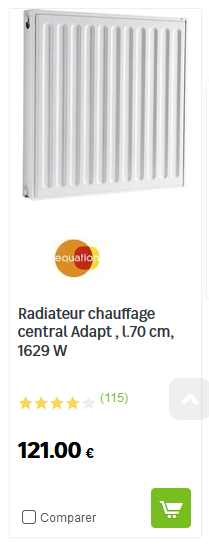 equation
Radiateur chauffage
central Adapt , l.70 cm,
1629 W
(115)
121.00 €
Comparer